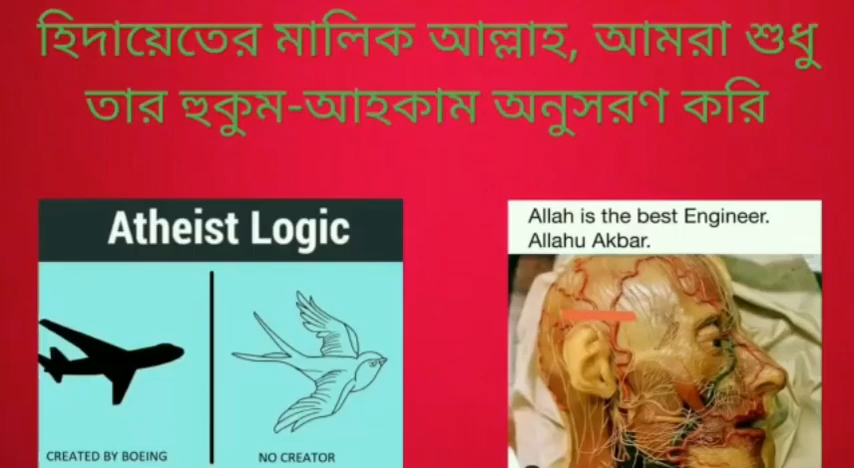 হিদায়েতের মালিক আল্লাহ, আমরা শুধু
তার হুকুম-আহকাম অনুসরণ করি
Atheist Logic
CREATED BY BOEING
NO CREATOR
Allah is the best Engineer.
Allahu Akbar.